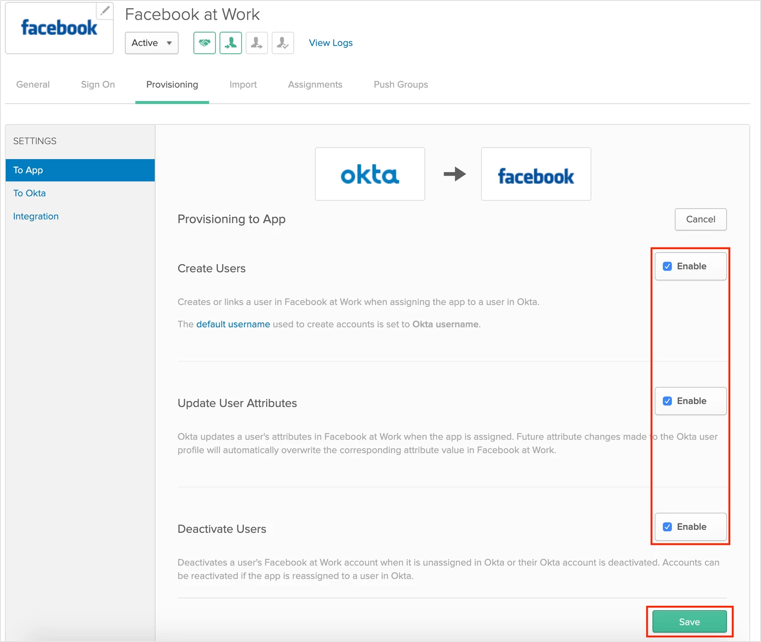 facebook
Facebook at Work
Active
View Logs
General
Sign On
Provisioning
Import
Assignments
Push Groups
SETTINGS
To App
To Okta
Integration
okta
facebook
Provisioning to App
Cancel
Create Users
Enable
Creates or links a user in Facebook at Work when assigning the app to a user in Okta.
The default username used to create accounts is set to Okta username.
Update User Attributes
Enable
Okta updates a user's attributes in Facebook at Work when the app is assigned. Future attribute changes made to the Okta user
profile will automatically overwrite the corresponding attribute value in Facebook at Work.
Deactivate Users
Enable
Deactivates a user's Facebook at Work account when it is unassigned in Okta or their Okta account is deactivated. Accounts can
be reactivated if the app is reassigned to a user in Okta.
Save